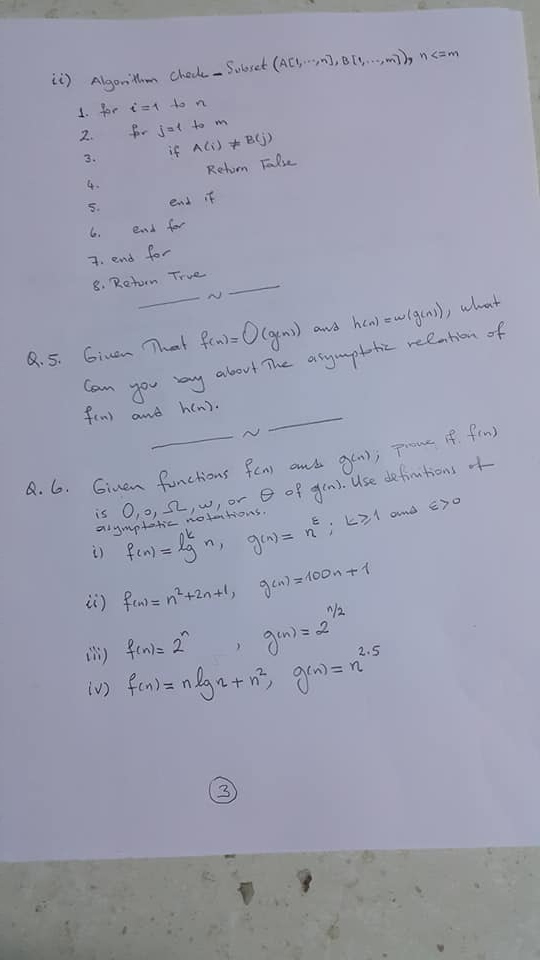 ii) Algorithm Check_Subset (A[1,...,n], B[1,...,m]), n<=m
1. for i=1 to n
2. for j=1 to m
3. if A(i) ≠ B(j)
4. Return False
5. end if
6. end for
7. end for
8. Return True
~
Q.5. Given That f(n)=O(g(n)) and h(n)=ω(g(n)), what
Can you say about The asymptotic relation of
f(n) and h(n).
~
Q.6. Given functions f(n) and g(n); prove if f(n)
is O, o, Ω, ω, or Θ of g(n). Use definitions of
asymptotic notations.
i) f(n)= lg^k n, g(n)= n^ε ; k≥1 and ε>0
ii) f(n)= n²+2n+1, g(n)=100n+1
iii) f(n)= 2^n , g(n)= 2^(n/2)
iv) f(n)= n lg n + n², g(n)= n^2.5
3